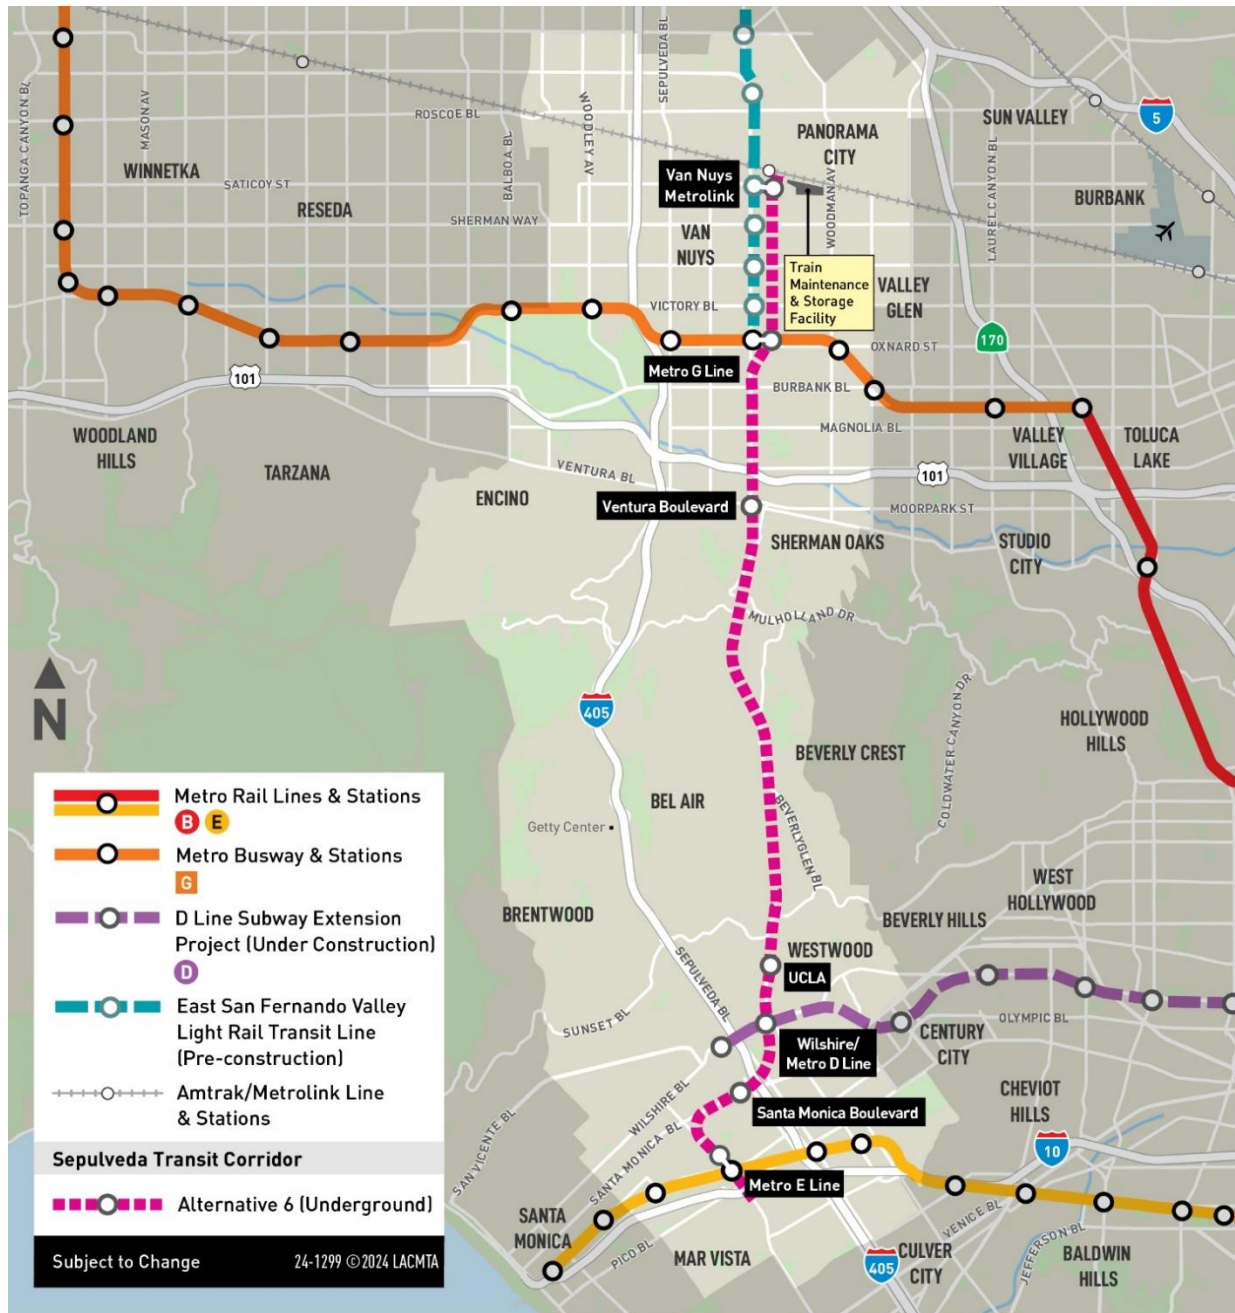 SEPULVEDA BL
TOPANGA CANYON BL
MASON AV
ROSCOE BL
BALBOA BL
WOODLEY AV
PANORAMA
CITY
SUN VALLEY
5
WINNETKA
SATICOY ST
RESEDA
SHERMAN WAY
Van Nuys
Metrolink
VAN
NUYS
WOODMAN AV
LAUREL CANYON BL
BURBANK
Train
Maintenance
& Storage
Facility
VALLEY
GLEN
VICTORY BL
OXNARD ST
170
Metro G Line
101
BURBANK BL
MAGNOLIA BL
WOODLAND
HILLS
TARZANA
VENTURA BL
ENCINO
101
VALLEY
VILLAGE
TOLUCA
LAKE
Ventura Boulevard
MOORPARK ST
SHERMAN OAKS
STUDIO
CITY
MULHOLLAND DR
N
405
COLDWATER CANYON DR
HOLLYWOOD
HILLS
BEVERLY CREST
BEL AIR
Getty Center
BEVERLYGLEN BL
WEST
HOLLYWOOD
BEVERLY HILLS
BRENTWOOD
WESTWOOD
UCLA
SEPULVEDA BL
SUNSET BL
OLYMPIC BL
CENTURY
CITY
Wilshire/
Metro D Line
CHEVIOT
HILLS
WILSHIRE BL
Santa Monica Boulevard
SAN VICENTE BL
SANTA MONICA BL
10
Metro E Line
SANTA
MONICA
PICO BL
MAR VISTA
VENICE BL
JEFFERSON BL
CULVER
CITY
405
BALDWIN
HILLS
Metro Rail Lines & Stations
B E
Metro Busway & Stations
G
D Line Subway Extension
Project (Under Construction)
D
East San Fernando Valley
Light Rail Transit Line
(Pre-construction)
Amtrak/Metrolink Line
& Stations
Sepulveda Transit Corridor
Alternative 6 (Underground)
Subject to Change 24-1299 ©2024 LACMTA